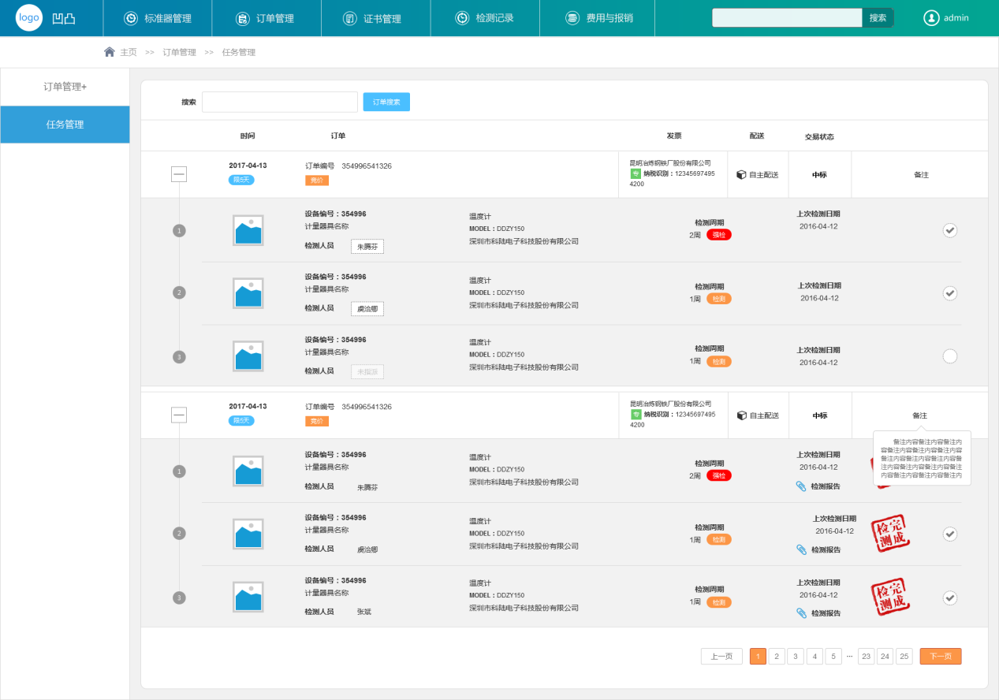 logo 凹凸 标准器管理 订单管理 证书管理 检测记录 费用与报销 搜索 admin
主页 >> 订单管理 >> 任务管理
订单管理+
任务管理
搜索 订单搜索
时间 订单 发票 配送 交易状态
2017-04-13 订单编号 354996541326
限5天 竞价
昆明冶炼钢铁厂股份有限公司
专 纳税识别：12345697495
4200
自主配送 中标 备注
1
设备编号：354996
计量器具名称
检测人员 朱腾芬
温度计
MODEL：DDZY150
深圳市科陆电子科技股份有限公司
检测周期
2周 强检
上次检测日期
2016-04-12
2
设备编号：354996
计量器具名称
检测人员 虞洽卿
温度计
MODEL：DDZY150
深圳市科陆电子科技股份有限公司
检测周期
1周 检测
上次检测日期
2016-04-12
3
设备编号：354996
计量器具名称
检测人员 未指派
温度计
MODEL：DDZY150
深圳市科陆电子科技股份有限公司
检测周期
1周 检测
上次检测日期
2016-04-12
2017-04-13 订单编号 354996541326
限5天 竞价
昆明冶炼钢铁厂股份有限公司
专 纳税识别：12345697495
4200
自主配送 中标 备注
备注内容备注内容备注内
容备注内容备注内容备注内容
备注内容备注内容备注内容备
注内容备注内容备注内容备注
内容备注内容备注内容备注内
1
设备编号：354996
计量器具名称
检测人员 朱腾芬
温度计
MODEL：DDZY150
深圳市科陆电子科技股份有限公司
检测周期
2周 强检
上次检测日期
2016-04-12
检测报告
2
设备编号：354996
计量器具名称
检测人员 虞洽卿
温度计
MODEL：DDZY150
深圳市科陆电子科技股份有限公司
检测周期
1周 检测
上次检测日期
2016-04-12
检测报告
检完
测成
3
设备编号：354996
计量器具名称
检测人员 张斌
温度计
MODEL：DDZY150
深圳市科陆电子科技股份有限公司
检测周期
1周 检测
上次检测日期
2016-04-12
检测报告
检完
测成
上一页 1 2 3 4 5 ... 23 24 25 下一页